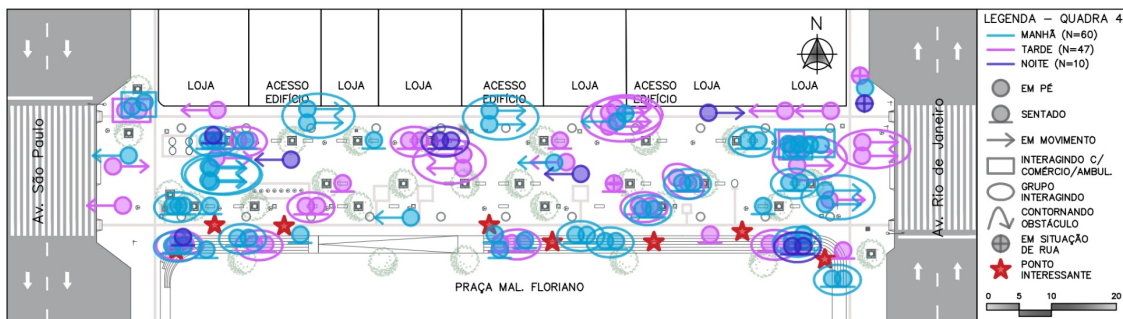 LOJA
ACESSO
EDIFÍCIO
LOJA
LOJA
ACESSO
EDIFÍCIO
LOJA
ACESSO
EDIFÍCIO
LOJA
LOJA
N
Av. São Paulo
Av. Rio de Janeiro
PRAÇA MAL. FLORIANO
LEGENDA – QUADRA 4
MANHÃ (N=60)
TARDE (N=47)
NOITE (N=10)
EM PÉ
SENTADO
EM MOVIMENTO
INTERAGINDO C/
COMÉRCIO/AMBUL.
GRUPO
INTERAGINDO
CONTORNANDO
OBSTÁCULO
EM SITUAÇÃO
DE RUA
PONTO
INTERESSANTE
0 5 10 20